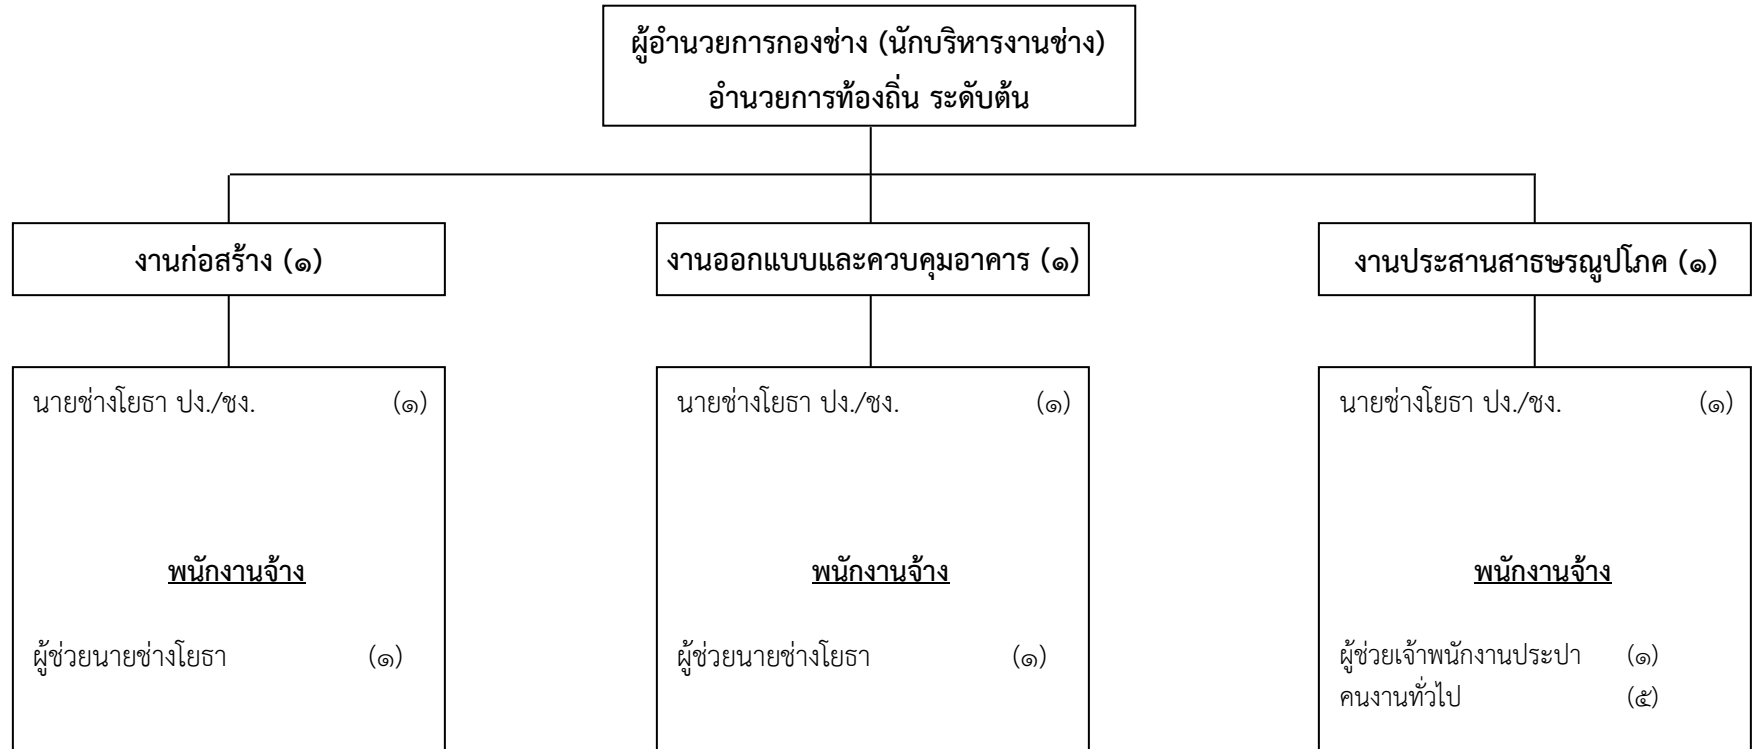 ผู้อำนวยการกองช่าง (นักบริหารงานช่าง)
อำนวยการท้องถิ่น ระดับต้น
งานก่อสร้าง (๑)
งานออกแบบและควบคุมอาคาร (๑)
งานประสานสาธษรณูปโภค (๑)
นายช่างโยธา ปง./ชง. (๑)
พนักงานจ้าง
ผู้ช่วยนายช่างโยธา (๑)
นายช่างโยธา ปง./ชง. (๑)
พนักงานจ้าง
ผู้ช่วยนายช่างโยธา (๑)
นายช่างโยธา ปง./ชง. (๑)
พนักงานจ้าง
ผู้ช่วยเจ้าพนักงานประปา (๑)
คนงานทั่วไป (๕)